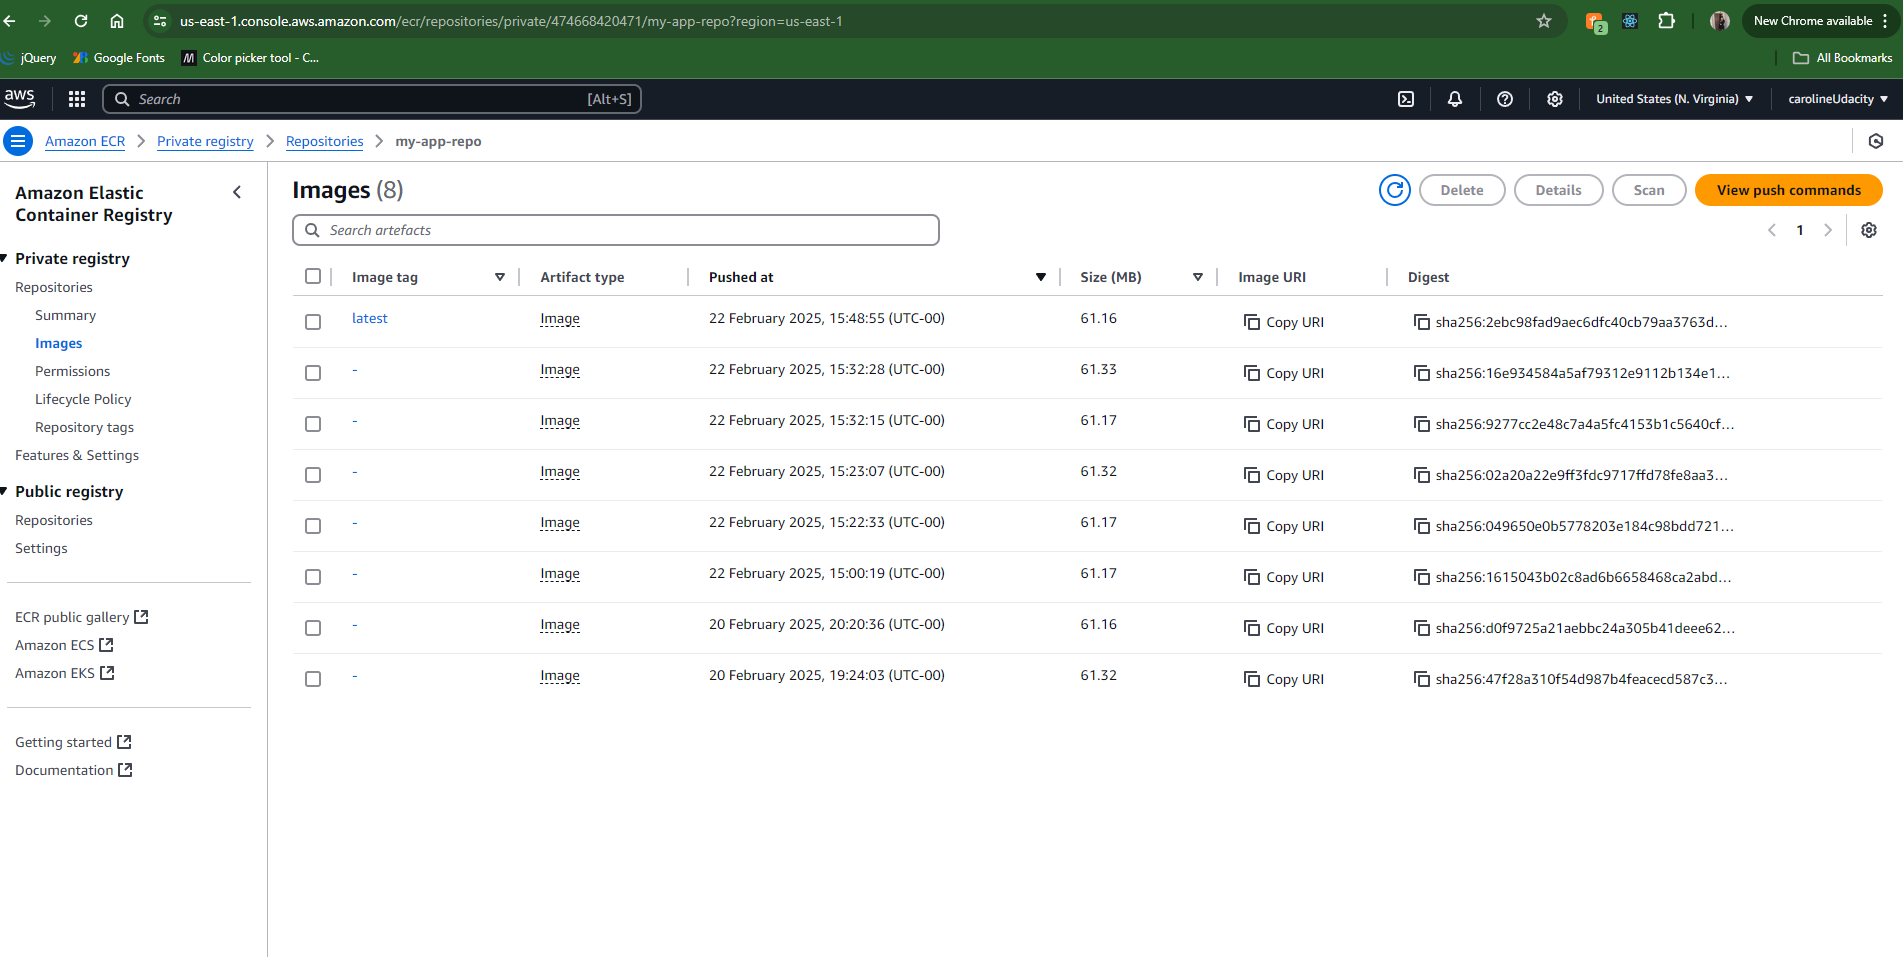 us-east-1.console.aws.amazon.com/ecr/repositories/private/474668420471/my-app-repo?region=us-east-1
2
New Chrome available
jQuery
Google Fonts
M Color picker tool - C...
All Bookmarks
aws
Search [Alt+S]
United States (N. Virginia)
carolineUdacity
Amazon ECR
Private registry
Repositories
my-app-repo
Amazon Elastic
Container Registry
Private registry
Repositories
Summary
Images
Permissions
Lifecycle Policy
Repository tags
Features & Settings
Public registry
Repositories
Settings
ECR public gallery
Amazon ECS
Amazon EKS
Getting started
Documentation
Images (8)
Delete
Details
Scan
View push commands
Search artefacts
1
Image tag Artifact type Pushed at Size (MB) Image URI Digest
latest Image 22 February 2025, 15:48:55 (UTC-00) 61.16 Copy URI sha256:2ebc98fad9aec6dfc40cb79aa3763d...
- Image 22 February 2025, 15:32:28 (UTC-00) 61.33 Copy URI sha256:16e934584a5af79312e9112b134e1...
- Image 22 February 2025, 15:32:15 (UTC-00) 61.17 Copy URI sha256:9277cc2e48c7a4a5fc4153b1c5640cf...
- Image 22 February 2025, 15:23:07 (UTC-00) 61.32 Copy URI sha256:02a20a22e9ff3fdc9717ffd78fe8aa3...
- Image 22 February 2025, 15:22:33 (UTC-00) 61.17 Copy URI sha256:049650e0b5778203e184c98bdd721...
- Image 22 February 2025, 15:00:19 (UTC-00) 61.17 Copy URI sha256:1615043b02c8ad6b6658468ca2abd...
- Image 20 February 2025, 20:20:36 (UTC-00) 61.16 Copy URI sha256:d0f9725a21aebbc24a305b41deee62...
- Image 20 February 2025, 19:24:03 (UTC-00) 61.32 Copy URI sha256:47f28a310f54d987b4feacecd587c3...